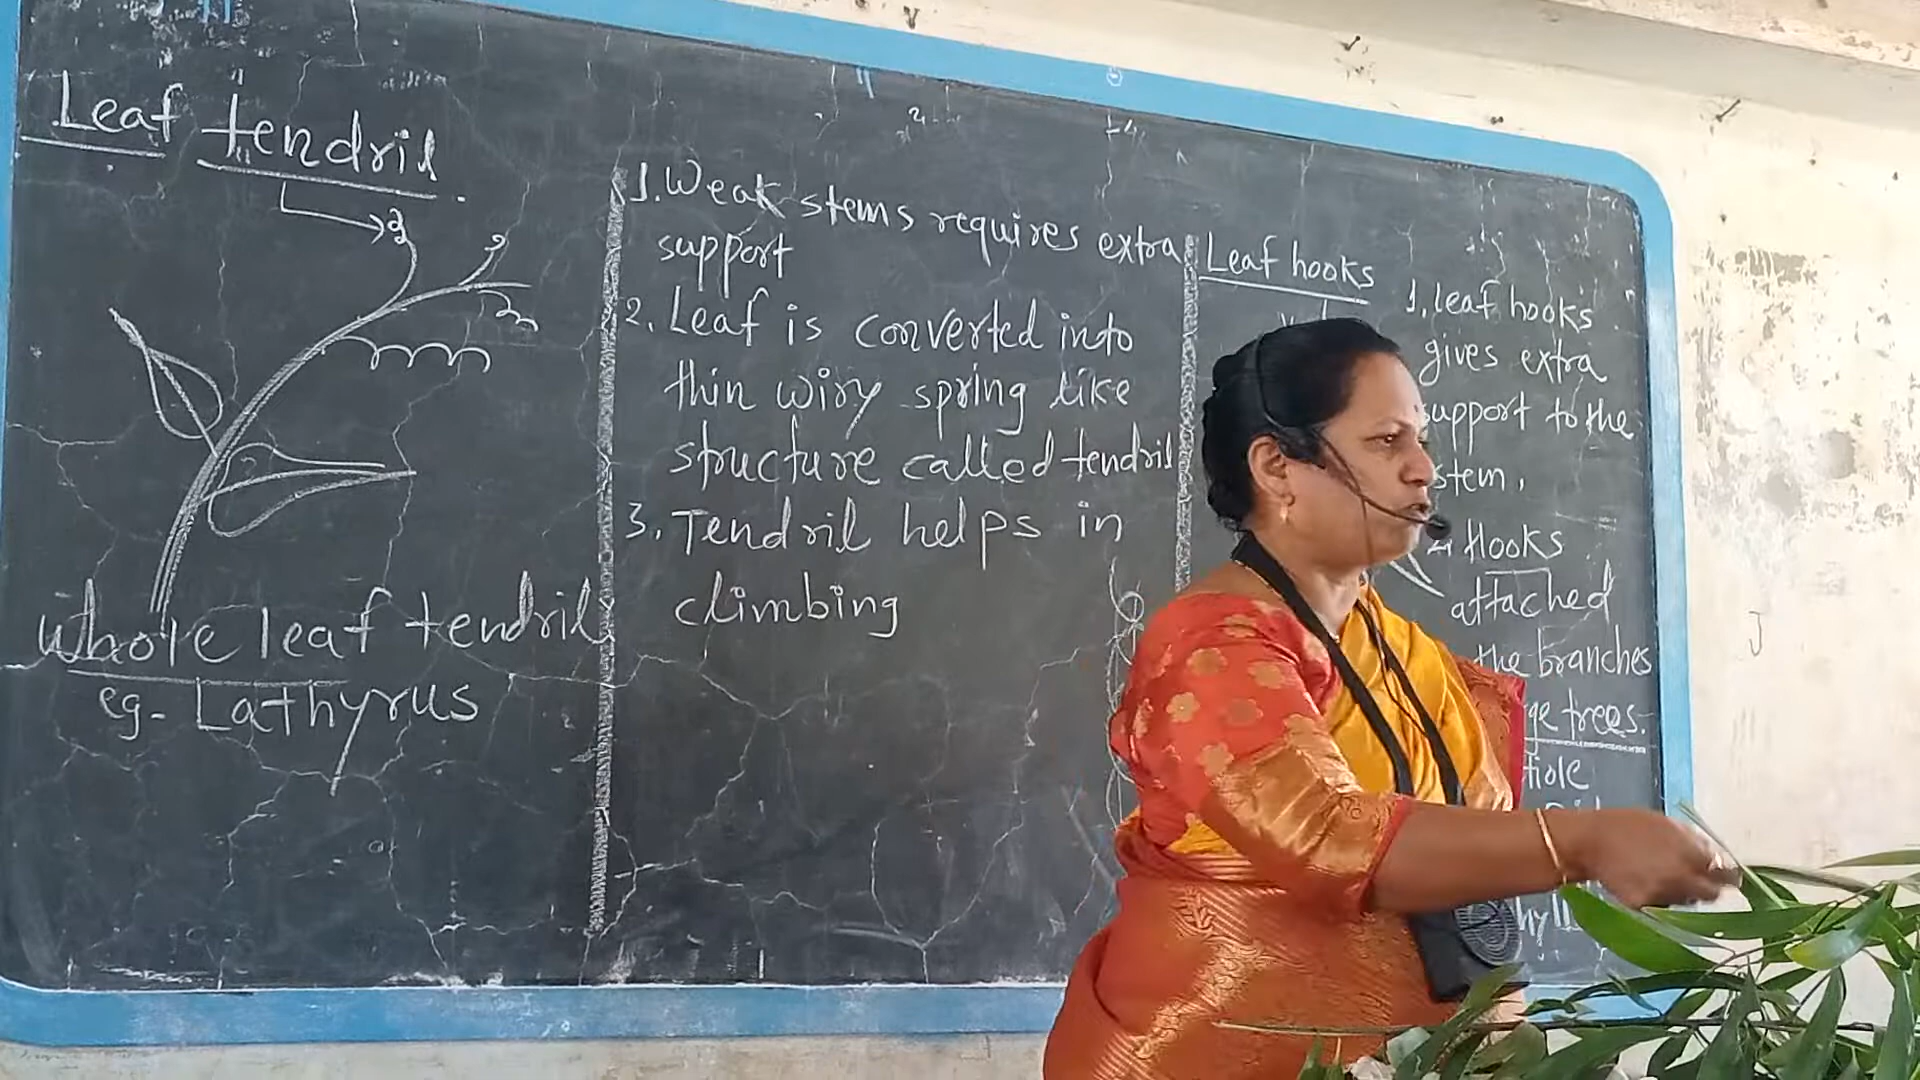 Leaf tendril
whole leaf tendril
eg- Lathyrus
1. Weak stems requires extra
support
2. Leaf is converted into
thin wiry spring like
structure called tendril
3. Tendril helps in
climbing
Leaf hooks
1. leaf hooks
gives extra
support to the
stem.
Hooks
attached
the branches
trees.